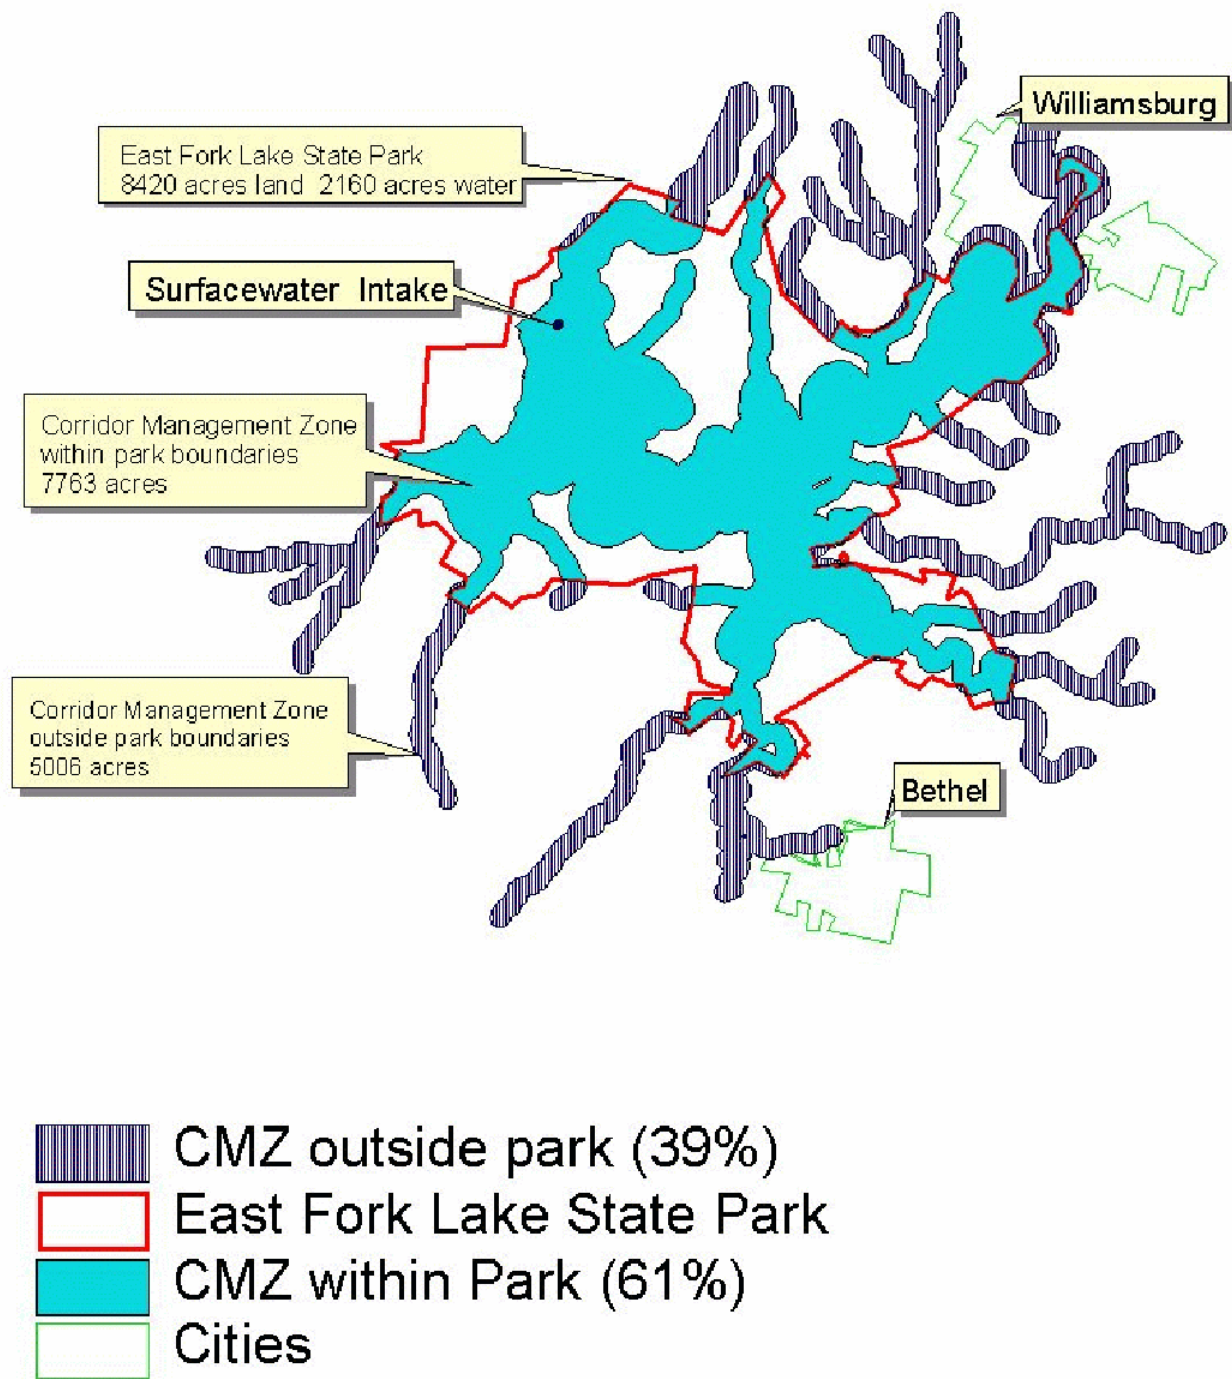 Williamsburg
East Fork Lake State Park
8420 acres land 2160 acres water
Surfacewater Intake
Corridor Management Zone
within park boundaries
7763 acres
Corridor Management Zone
outside park boundaries
5006 acres
Bethel
CMZ outside park (39%)
East Fork Lake State Park
CMZ within Park (61%)
Cities